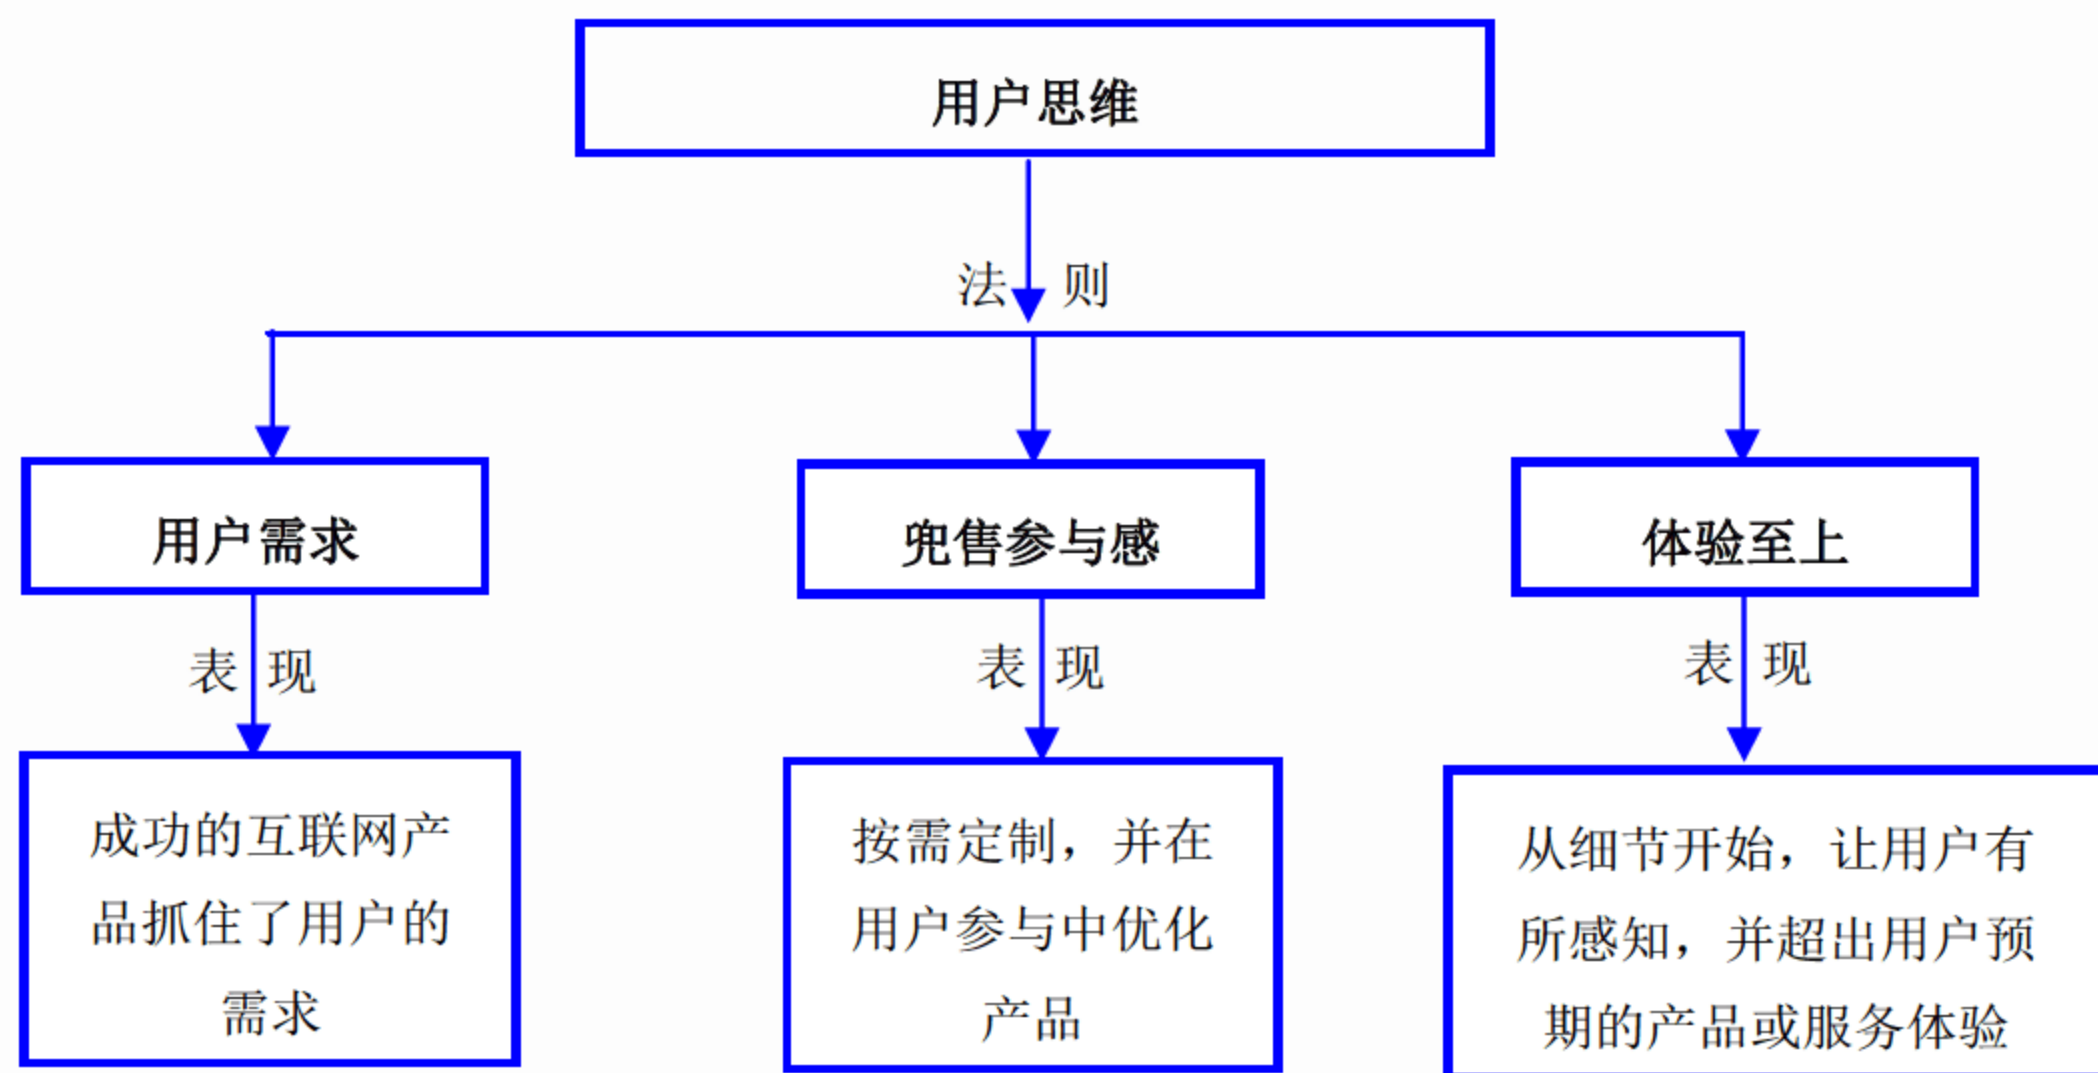 用户思维
法 则
用户需求
兜售参与感
体验至上
表 现
表 现
表 现
成功的互联网产
品抓住了用户的
需求
按需定制，并在
用户参与中优化
产品
从细节开始，让用户有
所感知，并超出用户预
期的产品或服务体验